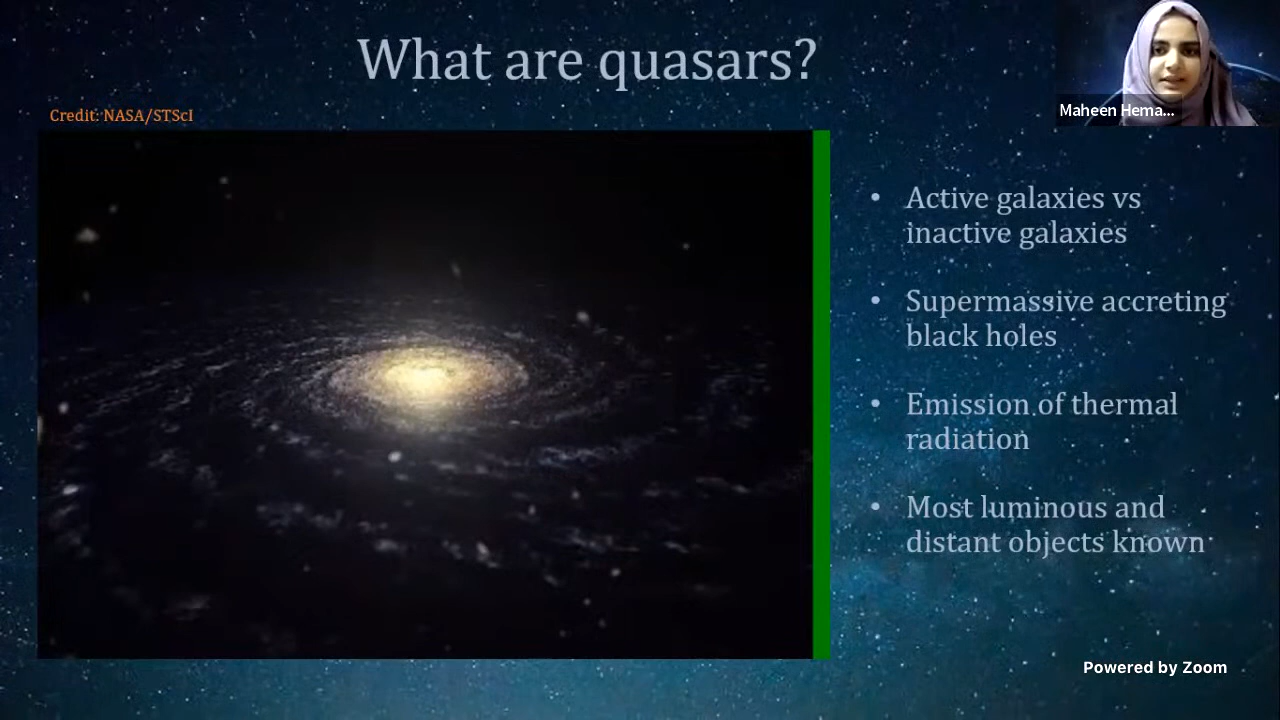 What are quasars?
Credit: NASA/STScI
Maheen Hema...
• Active galaxies vs
inactive galaxies
• Supermassive accreting
black holes
• Emission of thermal
radiation
• Most luminous and
distant objects known
Powered by Zoom